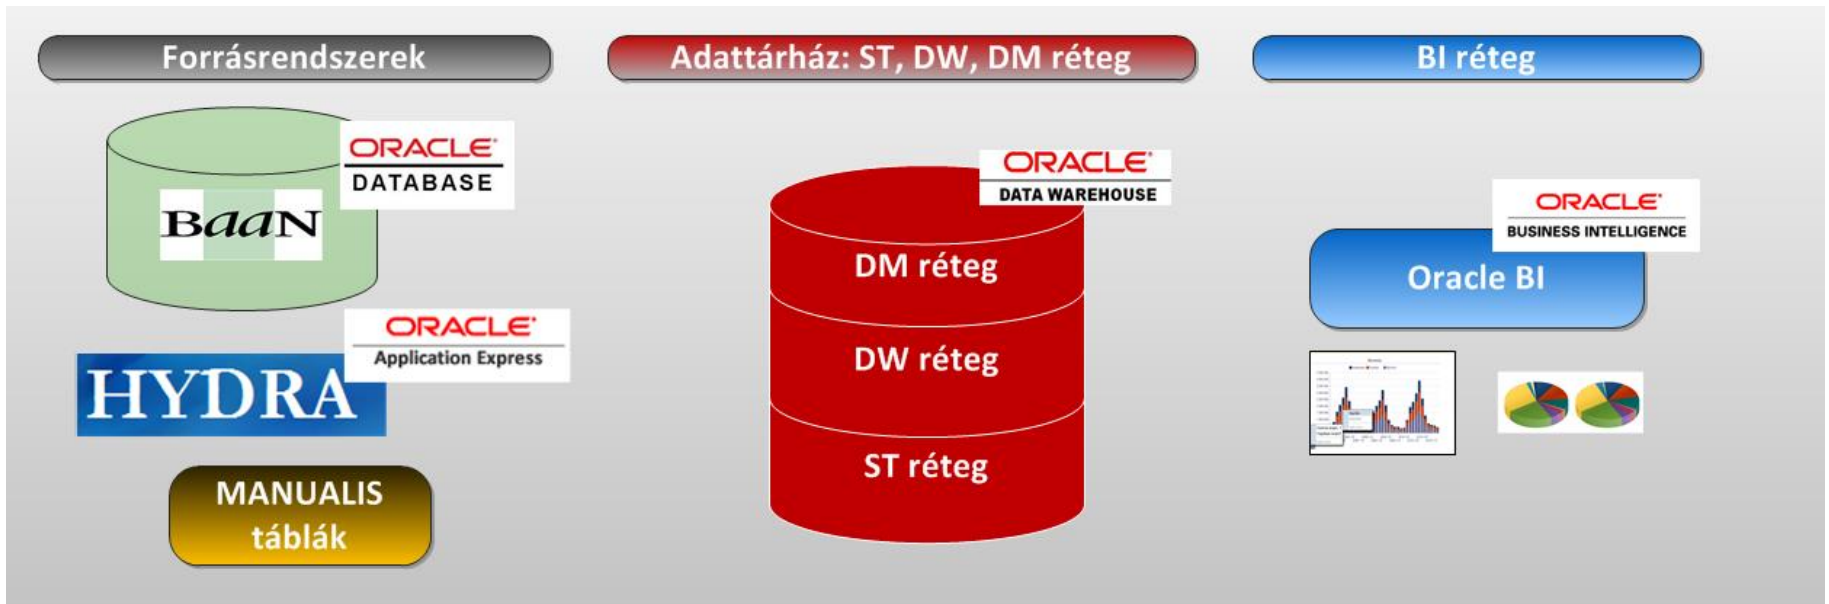 Forrásrendszerek
Adattárház: ST, DW, DM réteg
BI réteg
ORACLE
DATABASE
BaaN
ORACLE
Application Express
HYDRA
MANUALIS
táblák
ORACLE
DATA WAREHOUSE
DM réteg
DW réteg
ST réteg
ORACLE
BUSINESS INTELLIGENCE
Oracle BI